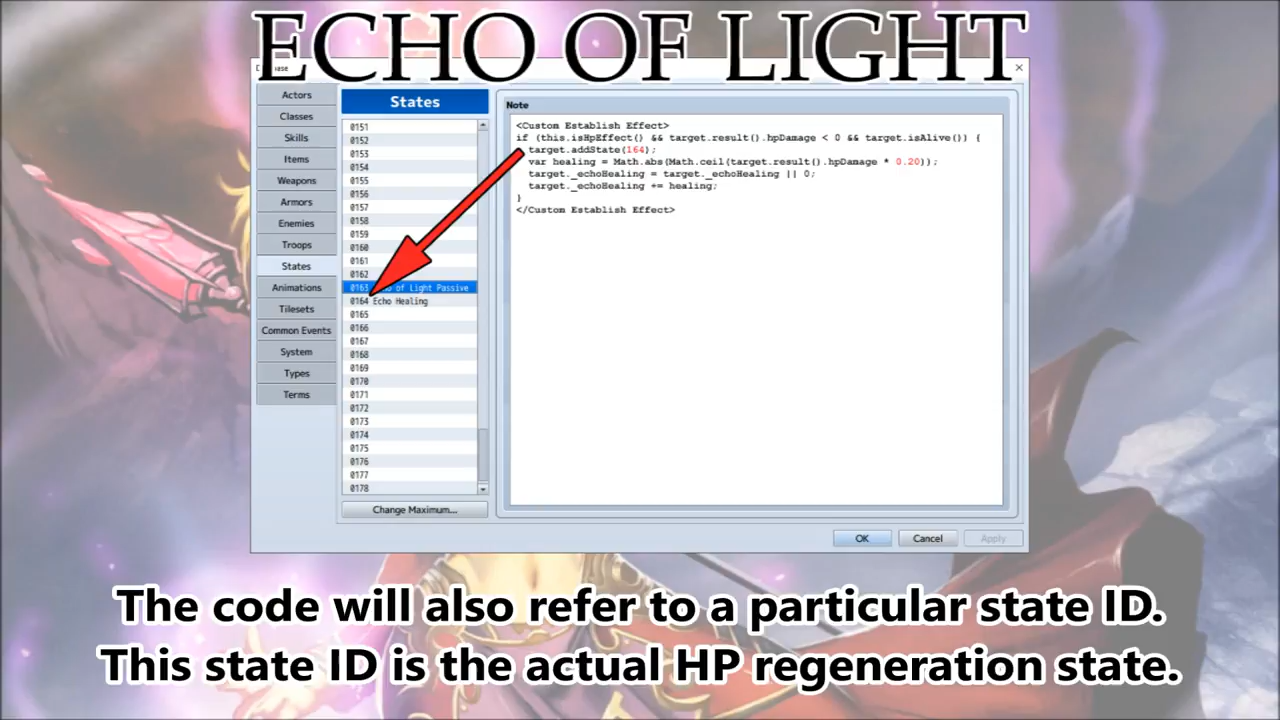 ECHO OF LIGHT
Actors
Classes
Skills
Items
Weapons
Armors
Enemies
Troops
States
Animations
Tilesets
Common Events
System
Types
Terms
States
0151
0152
0153
0154
0155
0156
0157
0158
0159
0160
0161
0162
0163 of Light Passive
0164 Echo Healing
0165
0166
0167
0168
0169
0170
0171
0172
0173
0174
0175
0176
0177
0178
Change Maximum...
Note
<Custom Establish Effect>
if (this.isHpEffect() && target.result().hpDamage < 0 && target.isAlive()) {
target.addState(164);
var healing = Math.abs(Math.ceil(target.result().hpDamage * 0.20));
target._echoHealing = target._echoHealing || 0;
target._echoHealing += healing;
}
</Custom Establish Effect>
OK
Cancel
Apply
The code will also refer to a particular state ID.
This state ID is the actual HP regeneration state.